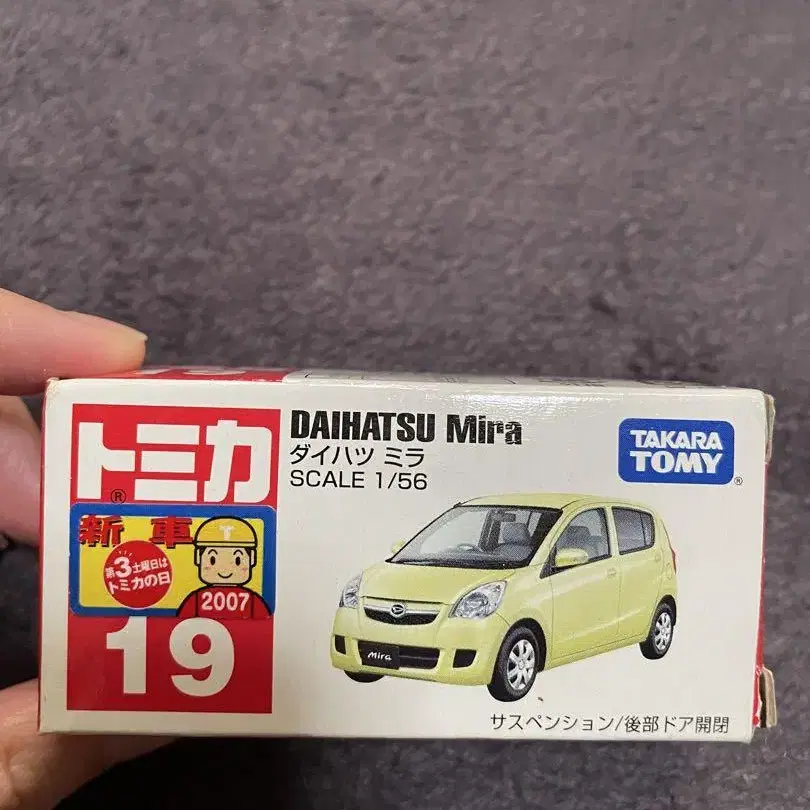 トミカ
®
DAIHATSU Mira
ダイハツ ミラ
SCALE 1/56
TAKARA
TOMY
®
新車
第3土曜日は
トミカの日
2007
19
Mira
サスペンション/後部ドア開閉